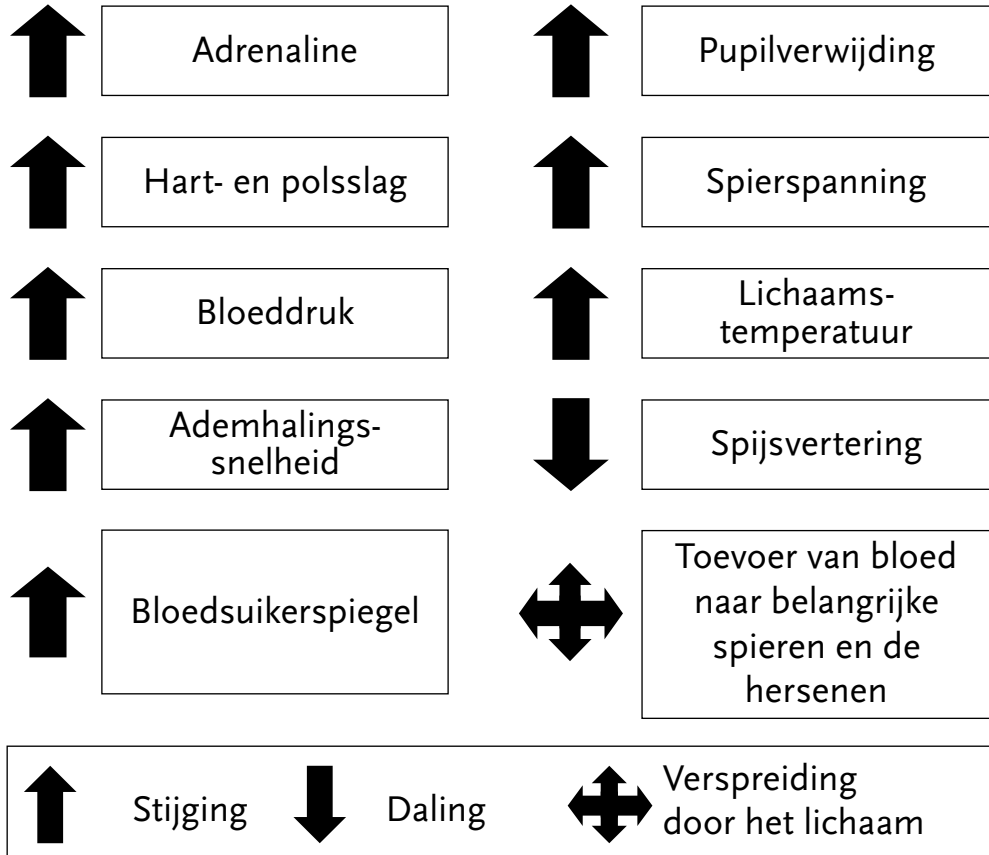 Adrenaline
Pupilverwijding
Hart- en polsslag
Spierspanning
Bloeddruk
Lichaams-
temperatuur
Ademhalings-
snelheid
Spijsvertering
Bloedsuikerspiegel
Toevoer van bloed
naar belangrijke
spieren en de
hersenen
Stijging
Daling
Verspreiding
door het lichaam